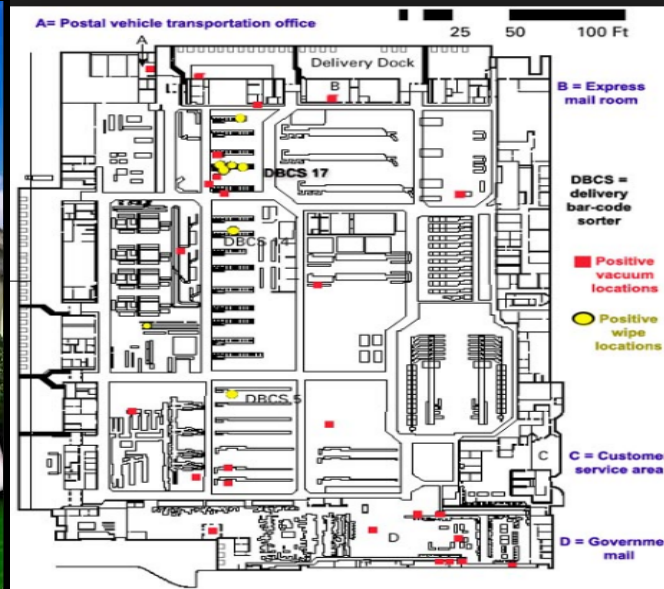 A= Postal vehicle transportation office
25 50 100 Ft
A
Delivery Dock
B
B = Express
mail room
DBCS 17
DBCS =
delivery
bar-code
sorter
DBCS 14
Positive
vacuum
locations
Positive
wipe
locations
DBCS 5
C
C = Custome
service area
D
D = Governme
mail